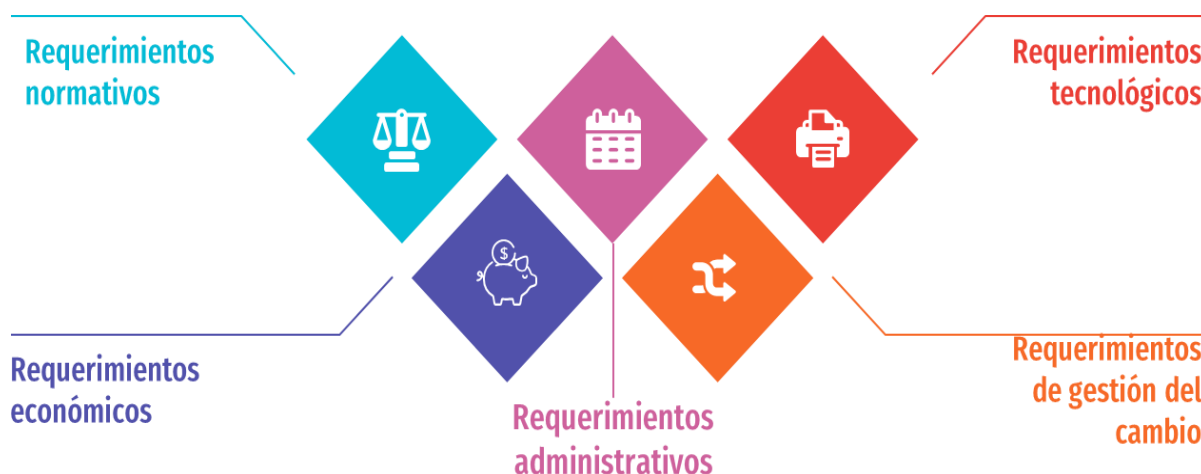 Requerimientos
normativos
Requerimientos
tecnológicos
$
Requerimientos
económicos
Requerimientos
administrativos
Requerimientos
de gestión del
cambio